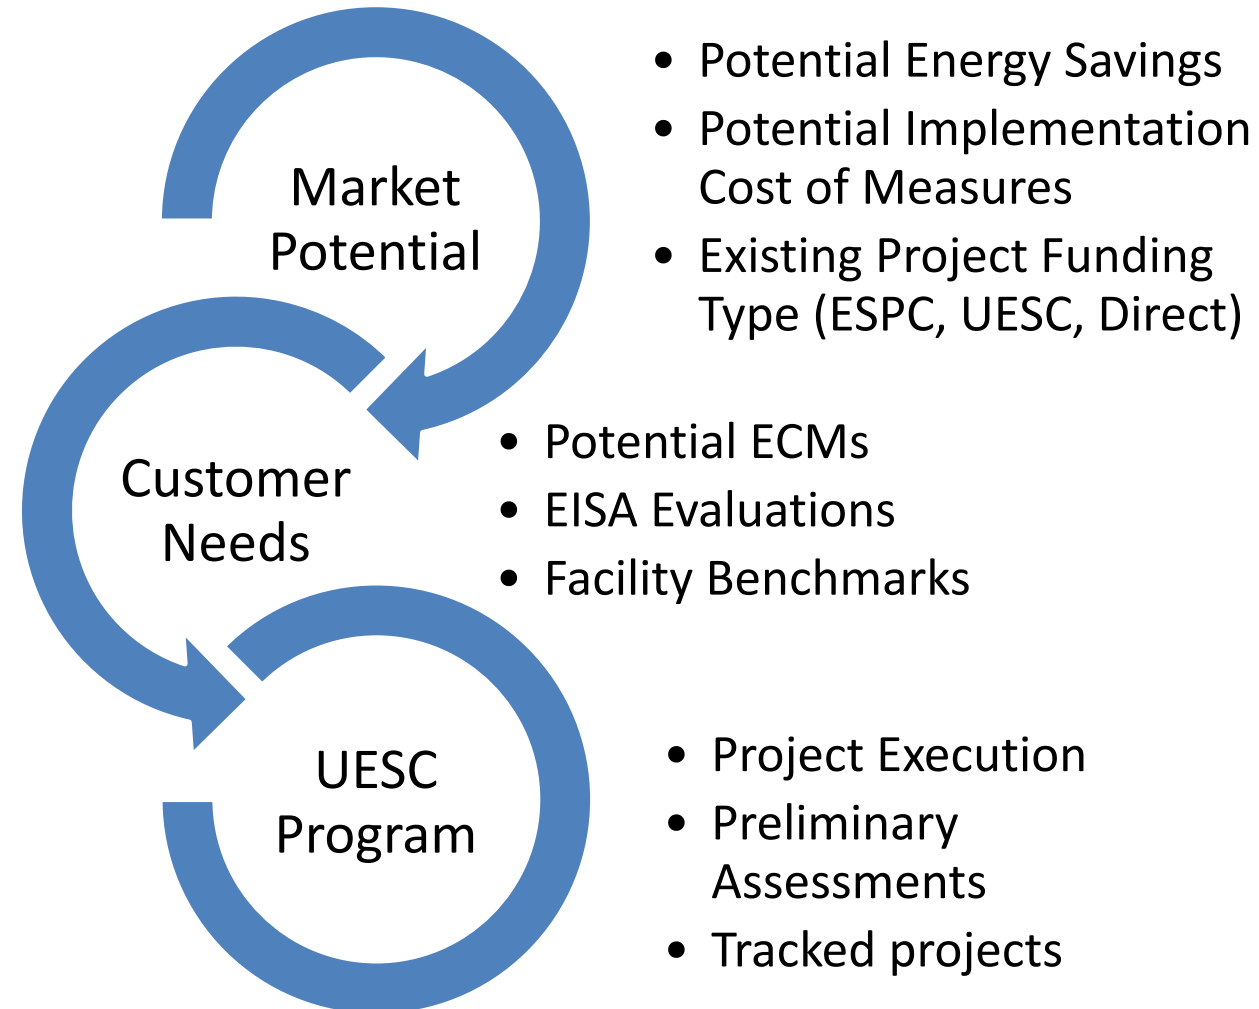 Market
Potential
• Potential Energy Savings
• Potential Implementation
Cost of Measures
• Existing Project Funding
Type (ESPC, UESC, Direct)
Customer
Needs
• Potential ECMs
• EISA Evaluations
• Facility Benchmarks
UESC
Program
• Project Execution
• Preliminary
Assessments
• Tracked projects